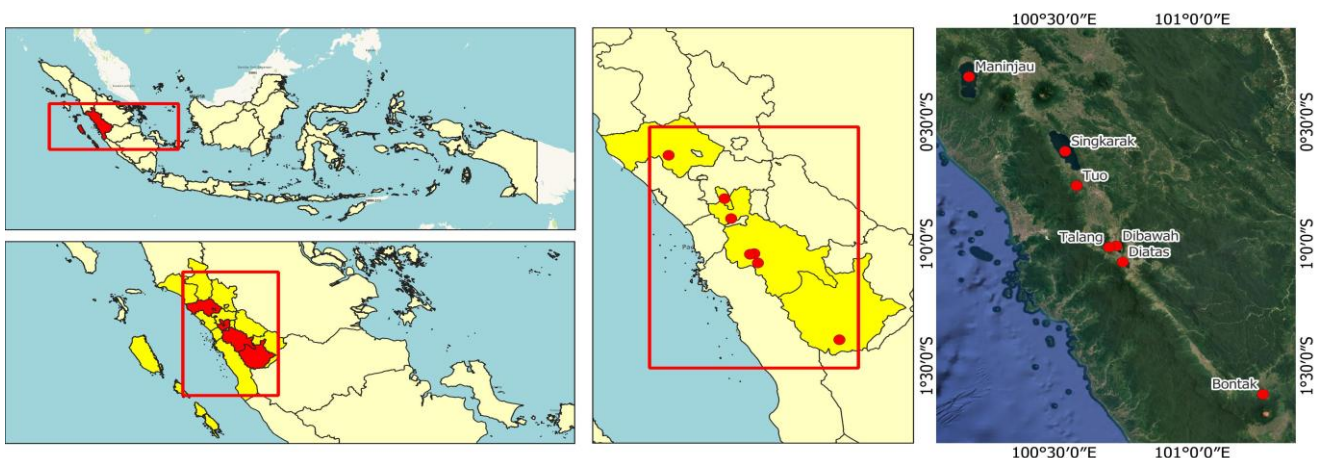 100°30′0″E 101°0′0″E
Maninjau
0°30′0″S
0°30′0″S
Singkarak
Tuo
Talang
Dibawah
Diatas
1°0′0″S
1°0′0″S
Bontak
1°30′0″S
1°30′0″S
100°30′0″E 101°0′0″E